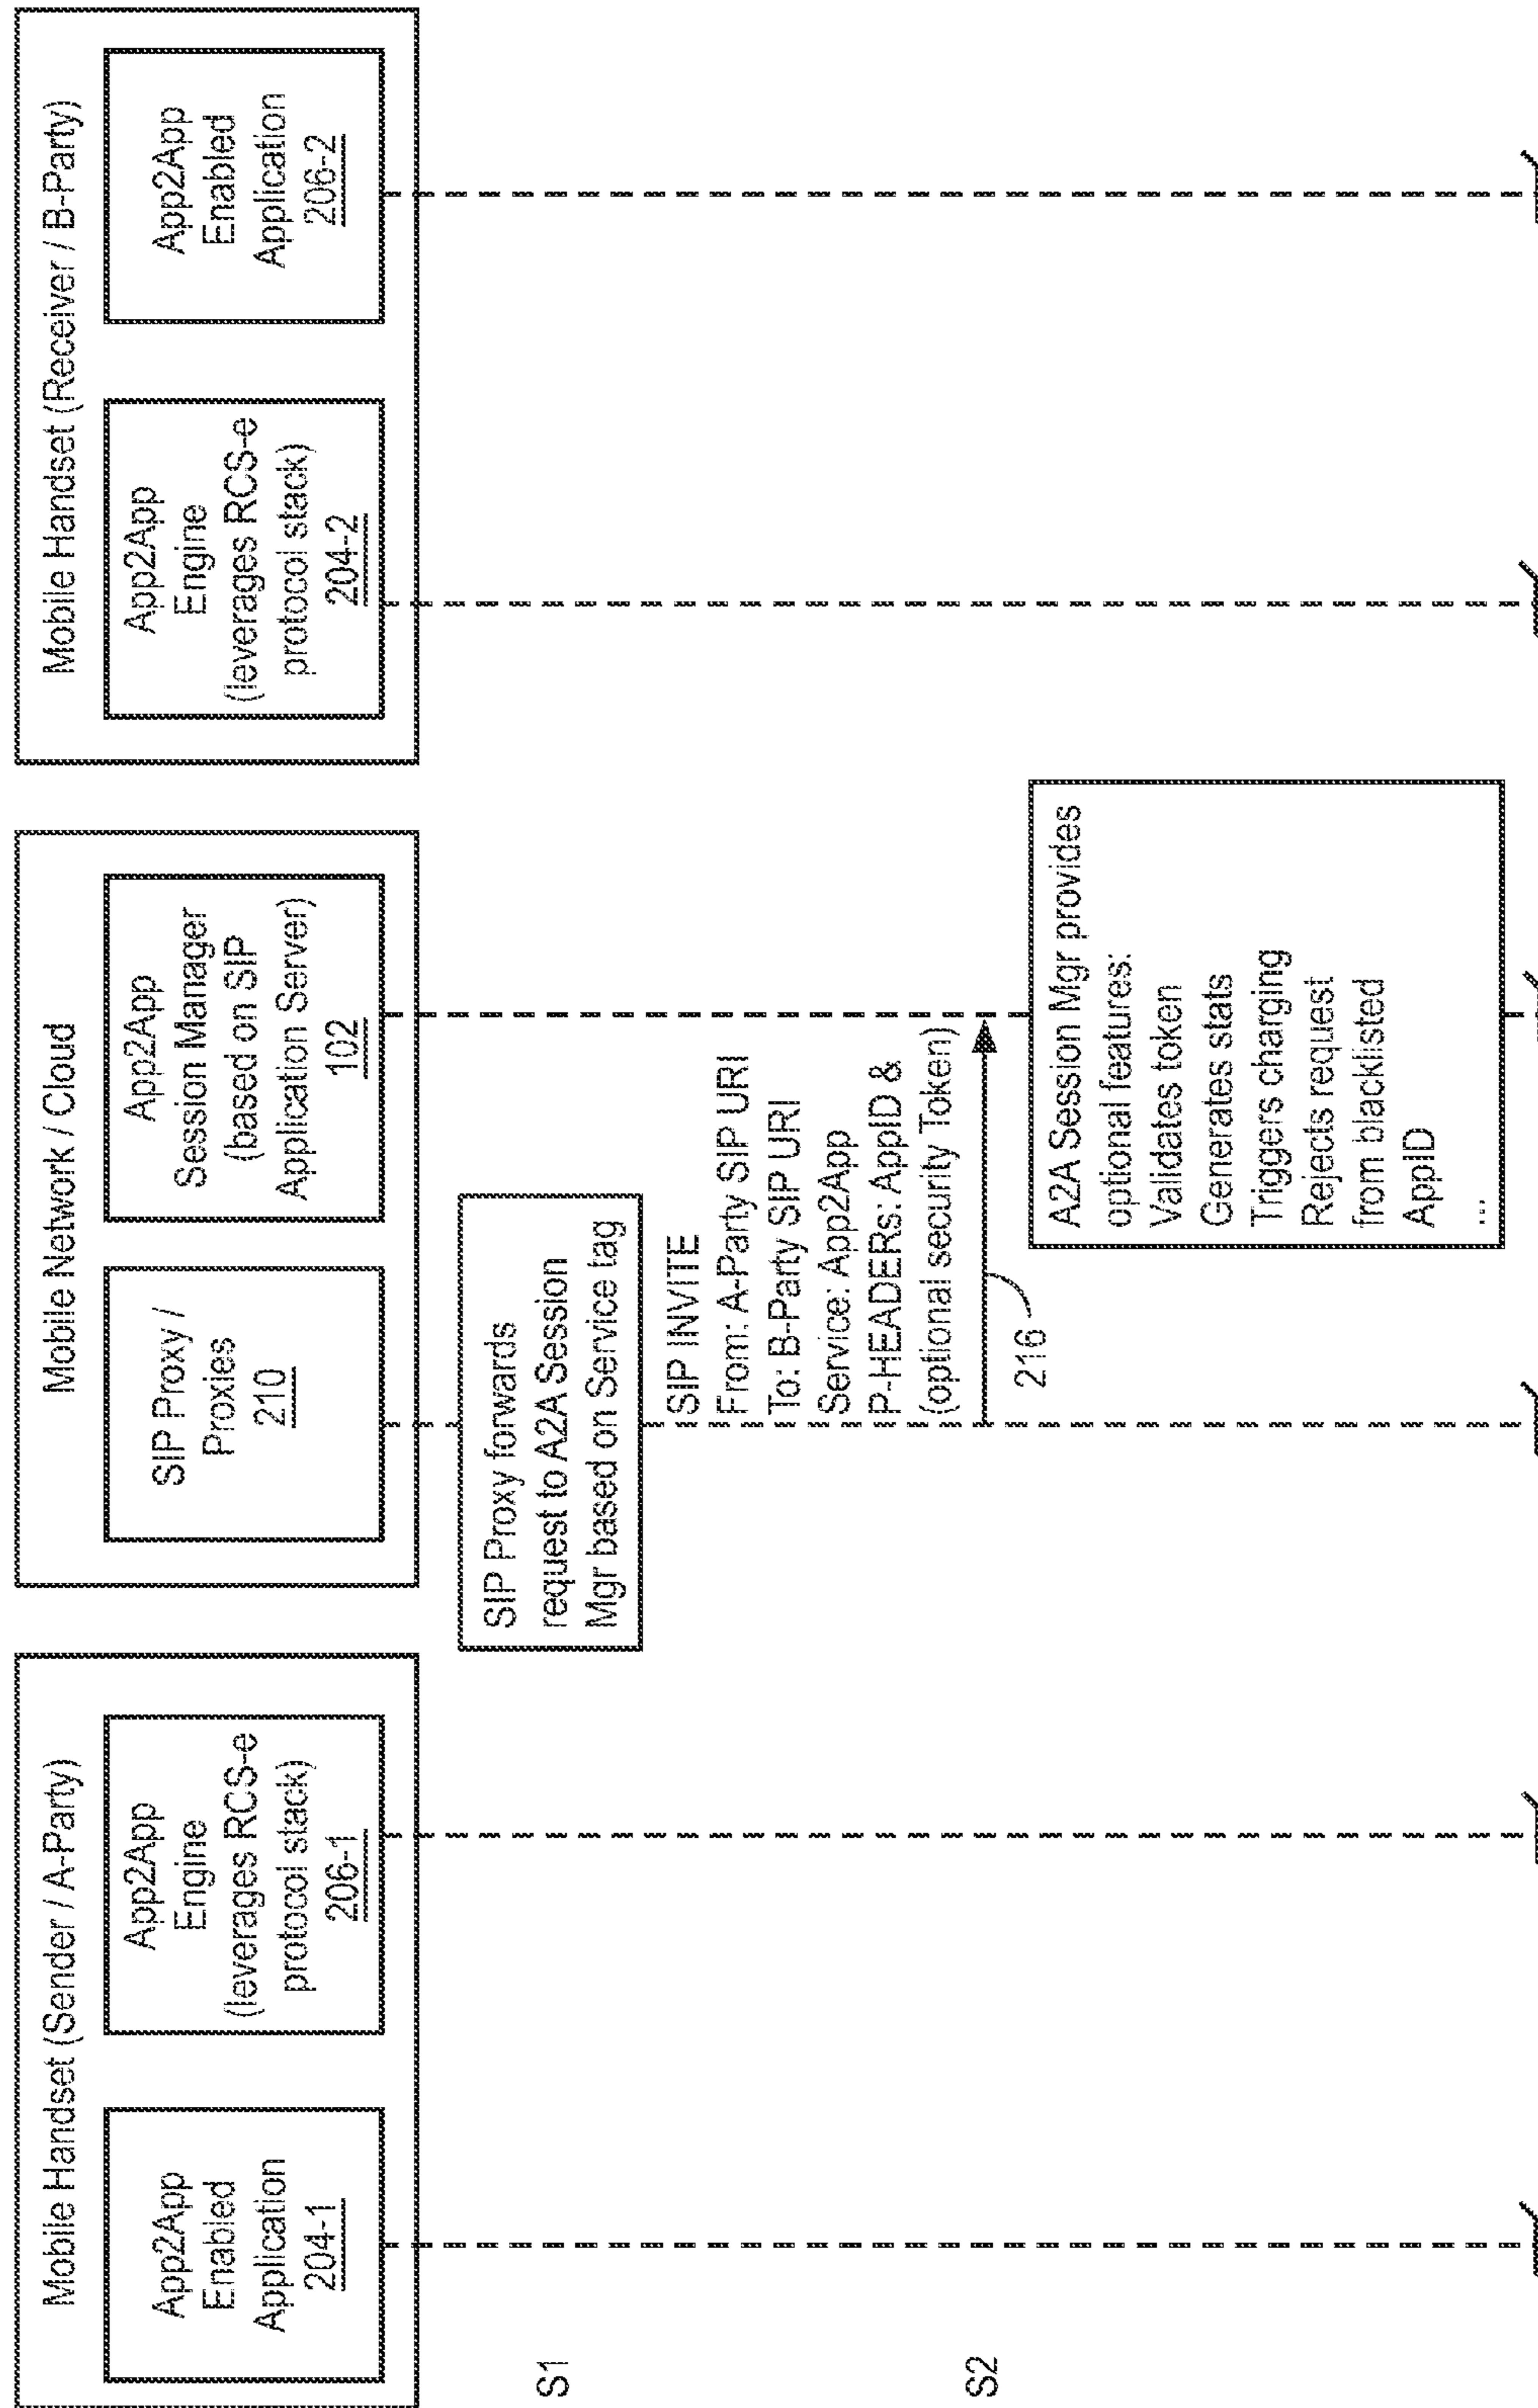 Mobile Handset (Sender / A-Party)
App2App
Enabled
Application
204-1
App2App
Engine
(leverages RCS-e
protocol stack)
206-1
Mobile Network / Cloud
SIP Proxy /
Proxies
210
App2App
Session Manager
(based on SIP
Application Server)
102
Mobile Handset (Receiver / B-Party)
App2App
Engine
(leverages RCS-e
protocol stack)
204-2
App2App
Enabled
Application
206-2
S1
SIP Proxy forwards
request to A2A Session
Mgr based on Service tag
SIP INVITE
From: A-Party SIP URI
To: B-Party SIP URI
Service: App2App
P-HEADERs: AppID &
(optional security Token)
S2
216
A2A Session Mgr provides
optional features:
Validates token
Generates stats
Triggers charging
Rejects request
from blacklisted
AppID
...